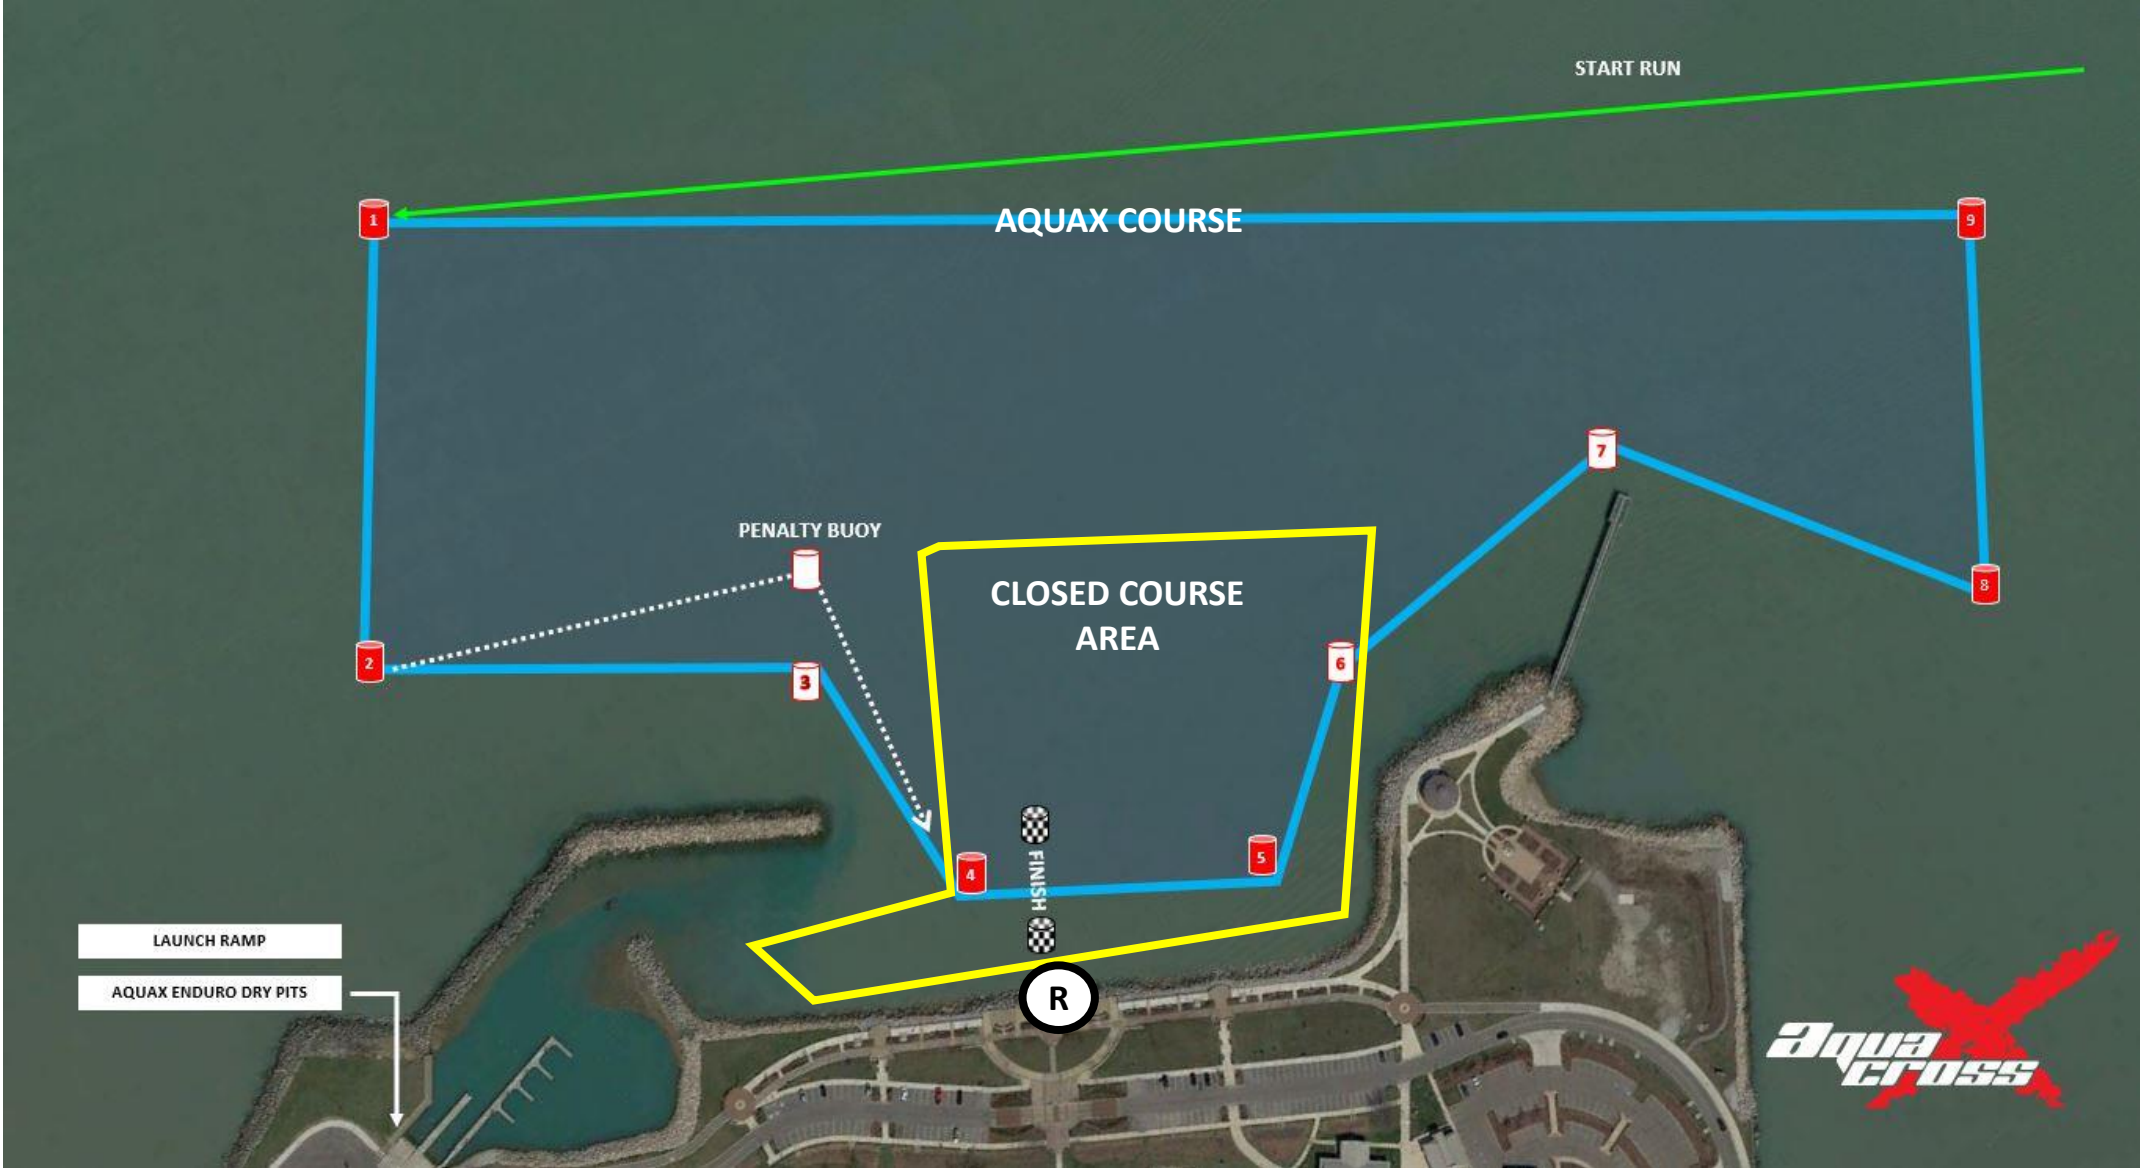 START RUN
1
AQUAX COURSE
9
7
PENALTY BUOY
8
CLOSED COURSE
AREA
2
3
6
4
FINISH
5
LAUNCH RAMP
AQUAX ENDURO DRY PITS
R
aqua
cross